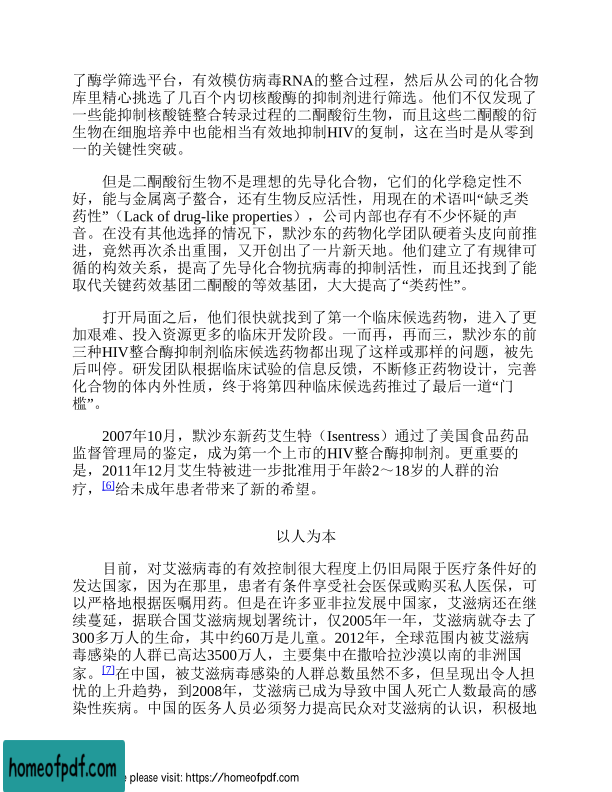 了酶学筛选平台，有效模仿病毒RNA的整合过程，然后从公司的化合物
库里精心挑选了几百个内切核酸酶的抑制剂进行筛选。他们不仅发现了
一些能抑制核酸链整合转录过程的二酮酸衍生物，而且这些二酮酸的衍
生物在细胞培养中也能相当有效地抑制HIV的复制，这在当时是从零到
一的关键性突破。
但是二酮酸衍生物不是理想的先导化合物，它们的化学稳定性不
好，能与金属离子螯合，还有生物反应活性，用现在的术语叫“缺乏类
药性”（Lack of drug-like properties），公司内部也存有不少怀疑的声
音。在没有其他选择的情况下，默沙东的药物化学团队硬着头皮向前推
进，竟然再次杀出重围，又开创出了一片新天地。他们建立了有规律可
循的构效关系，提高了先导化合物抗病毒的抑制活性，而且还找到了能
取代关键药效基团二酮酸的等效基团，大大提高了“类药性”。
打开局面之后，他们很快就找到了第一个临床候选药物，进入了更
加艰难、投入资源更多的临床开发阶段。一而再，再而三，默沙东的前
三种HIV整合酶抑制剂临床候选药物都出现了这样或那样的问题，被先
后叫停。研发团队根据临床试验的信息反馈，不断修正药物设计，完善
化合物的体内外性质，终于将第四种临床候选药推过了最后一道“门
槛”。
2007年10月，默沙东新药艾生特（Isentress）通过了美国食品药品
监督管理局的鉴定，成为第一个上市的HIV整合酶抑制剂。更重要的
是，2011年12月艾生特被进一步批准用于年龄2～18岁的人群的治
疗，[6]给未成年患者带来了新的希望。
以人为本
目前，对艾滋病毒的有效控制很大程度上仍旧局限于医疗条件好的
发达国家，因为在那里，患者有条件享受社会医保或购买私人医保，可
以严格地根据医嘱用药。但是在许多亚非拉发展中国家，艾滋病还在继
续蔓延，据联合国艾滋病规划署统计，仅2005年一年，艾滋病就夺去了
300多万人的生命，其中约60万是儿童。2012年，全球范围内被艾滋病
毒感染的人群已高达3500万人，主要集中在撒哈拉沙漠以南的非洲国
家。[7]在中国，被艾滋病毒感染的人群总数虽然不多，但呈现出令人担
忧的上升趋势，到2008年，艾滋病已成为导致中国人死亡人数最高的感
染性疾病。中国的医务人员必须努力提高民众对艾滋病的认识，积极地
homeofpdf.com
please visit: https://homeofpdf.com